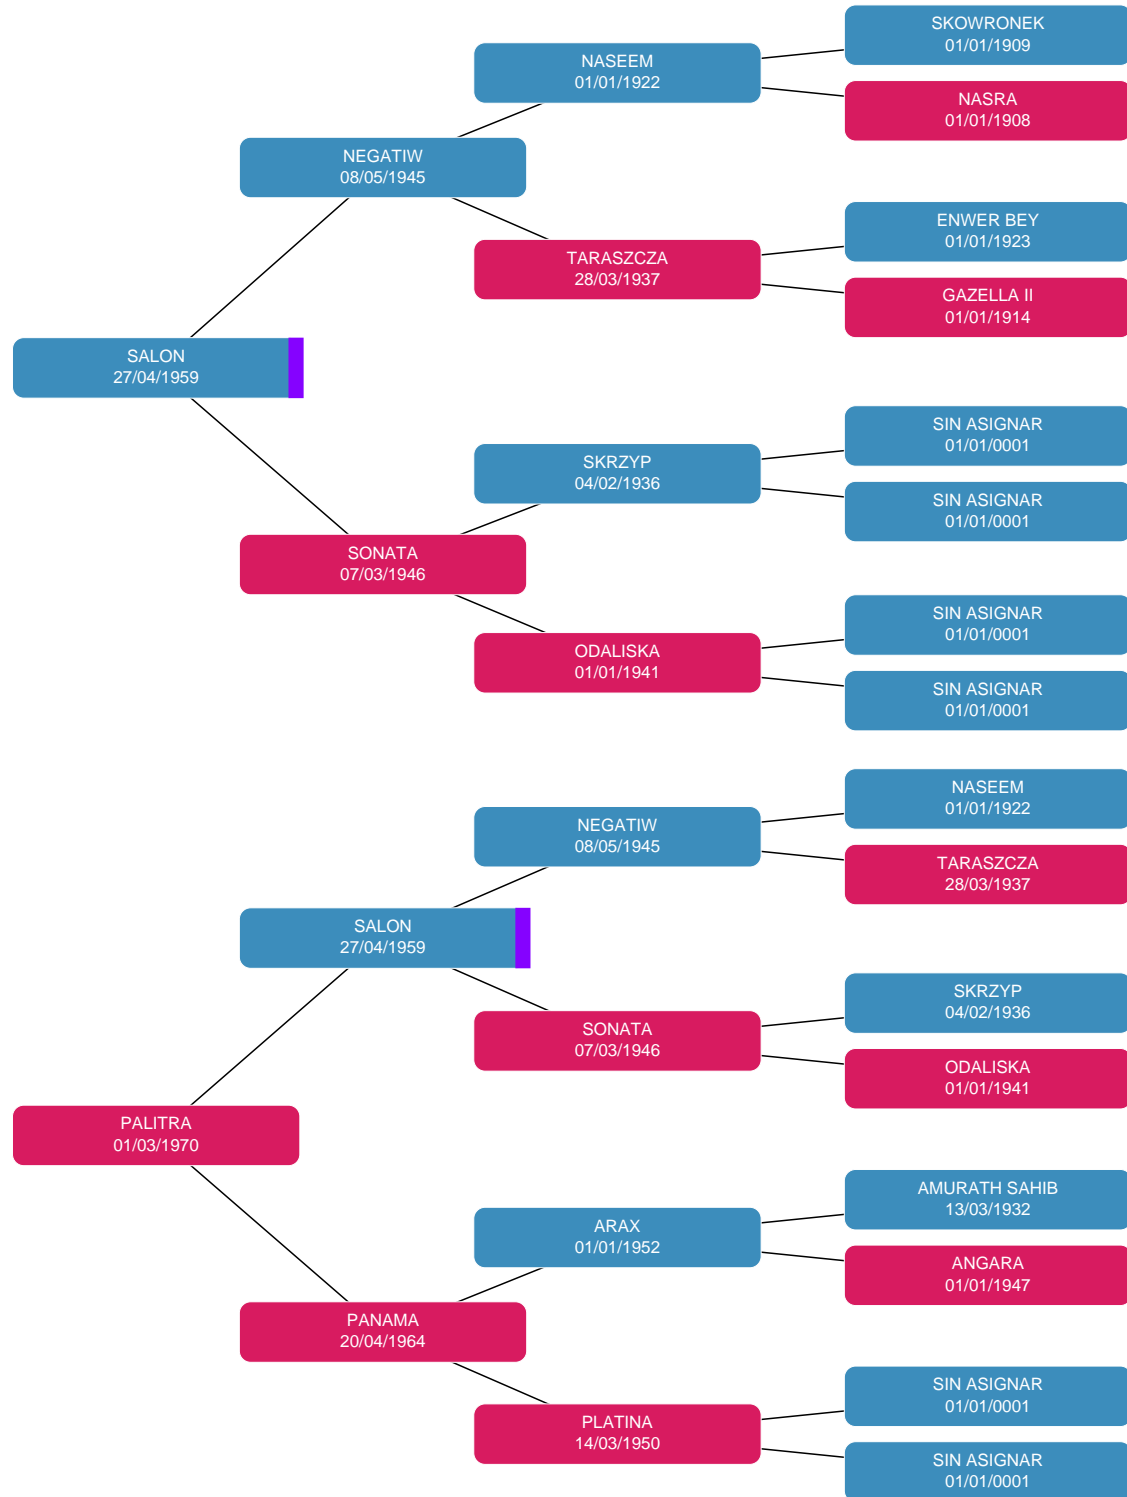 SKOWRONEK
01/01/1909
NASEEM
01/01/1922
NASRA
01/01/1908
NEGATIW
08/05/1945
ENWER BEY
01/01/1923
TARASZCZA
28/03/1937
GAZELLA II
01/01/1914
SALON
27/04/1959
SIN ASIGNAR
01/01/0001
SKRZYP
04/02/1936
SIN ASIGNAR
01/01/0001
SONATA
07/03/1946
SIN ASIGNAR
01/01/0001
ODALISKA
01/01/1941
SIN ASIGNAR
01/01/0001
NASEEM
01/01/1922
NEGATIW
08/05/1945
TARASZCZA
28/03/1937
SALON
27/04/1959
SKRZYP
04/02/1936
SONATA
07/03/1946
ODALISKA
01/01/1941
PALITRA
01/03/1970
AMURATH SAHIB
13/03/1932
ARAX
01/01/1952
ANGARA
01/01/1947
PANAMA
20/04/1964
SIN ASIGNAR
01/01/0001
PLATINA
14/03/1950
SIN ASIGNAR
01/01/0001